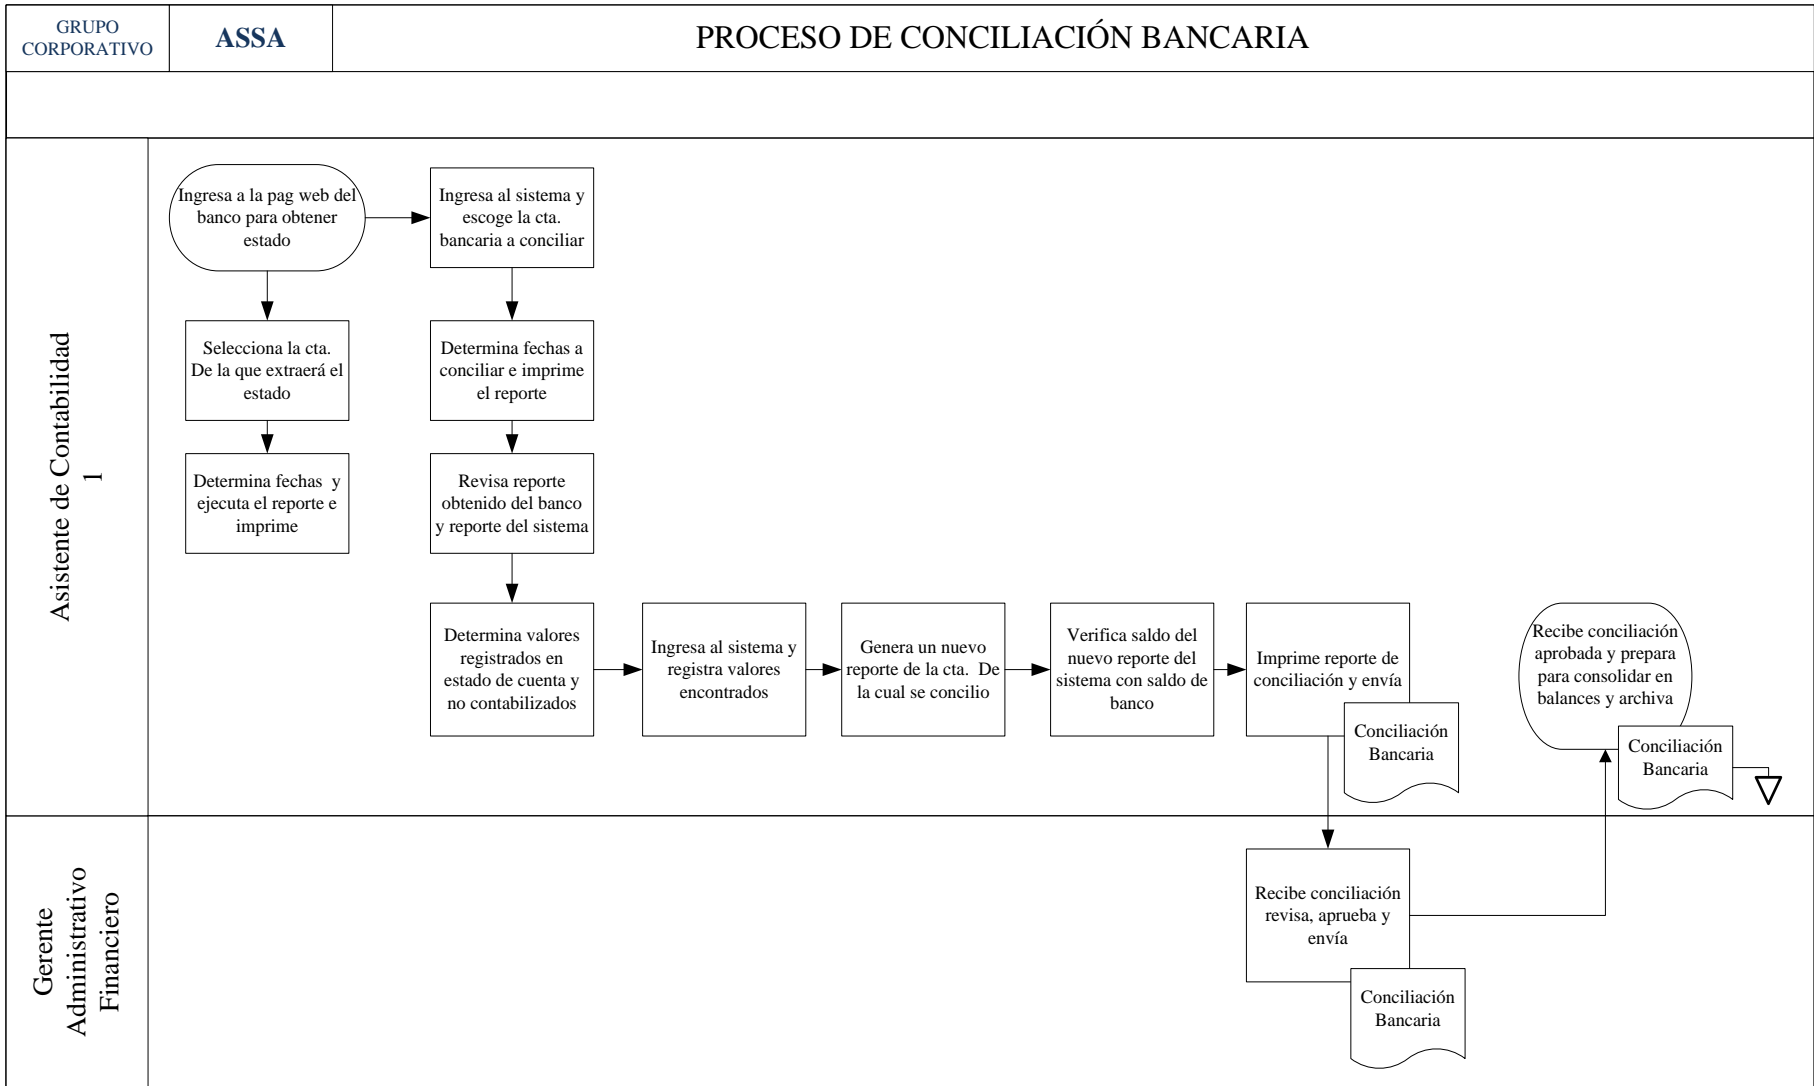 GRUPO
CORPORATIVO
ASSA
PROCESO DE CONCILIACIÓN BANCARIA
Asistente de Contabilidad
1
Ingresa a la pag web del
banco para obtener
estado
Ingresa al sistema y
escoge la cta.
bancaria a conciliar
Selecciona la cta.
De la que extraerá el
estado
Determina fechas a
conciliar e imprime
el reporte
Determina fechas y
ejecuta el reporte e
imprime
Revisa reporte
obtenido del banco
y reporte del sistema
Determina valores
registrados en
estado de cuenta y
no contabilizados
Ingresa al sistema y
registra valores
encontrados
Genera un nuevo
reporte de la cta. De
la cual se concilio
Verifica saldo del
nuevo reporte del
sistema con saldo de
banco
Imprime reporte de
conciliación y envía
Conciliación
Bancaria
Recibe conciliación
aprobada y prepara
para consolidar en
balances y archiva
Conciliación
Bancaria
Gerente
Administrativo
Financiero
Recibe conciliación
revisa, aprueba y
envía
Conciliación
Bancaria